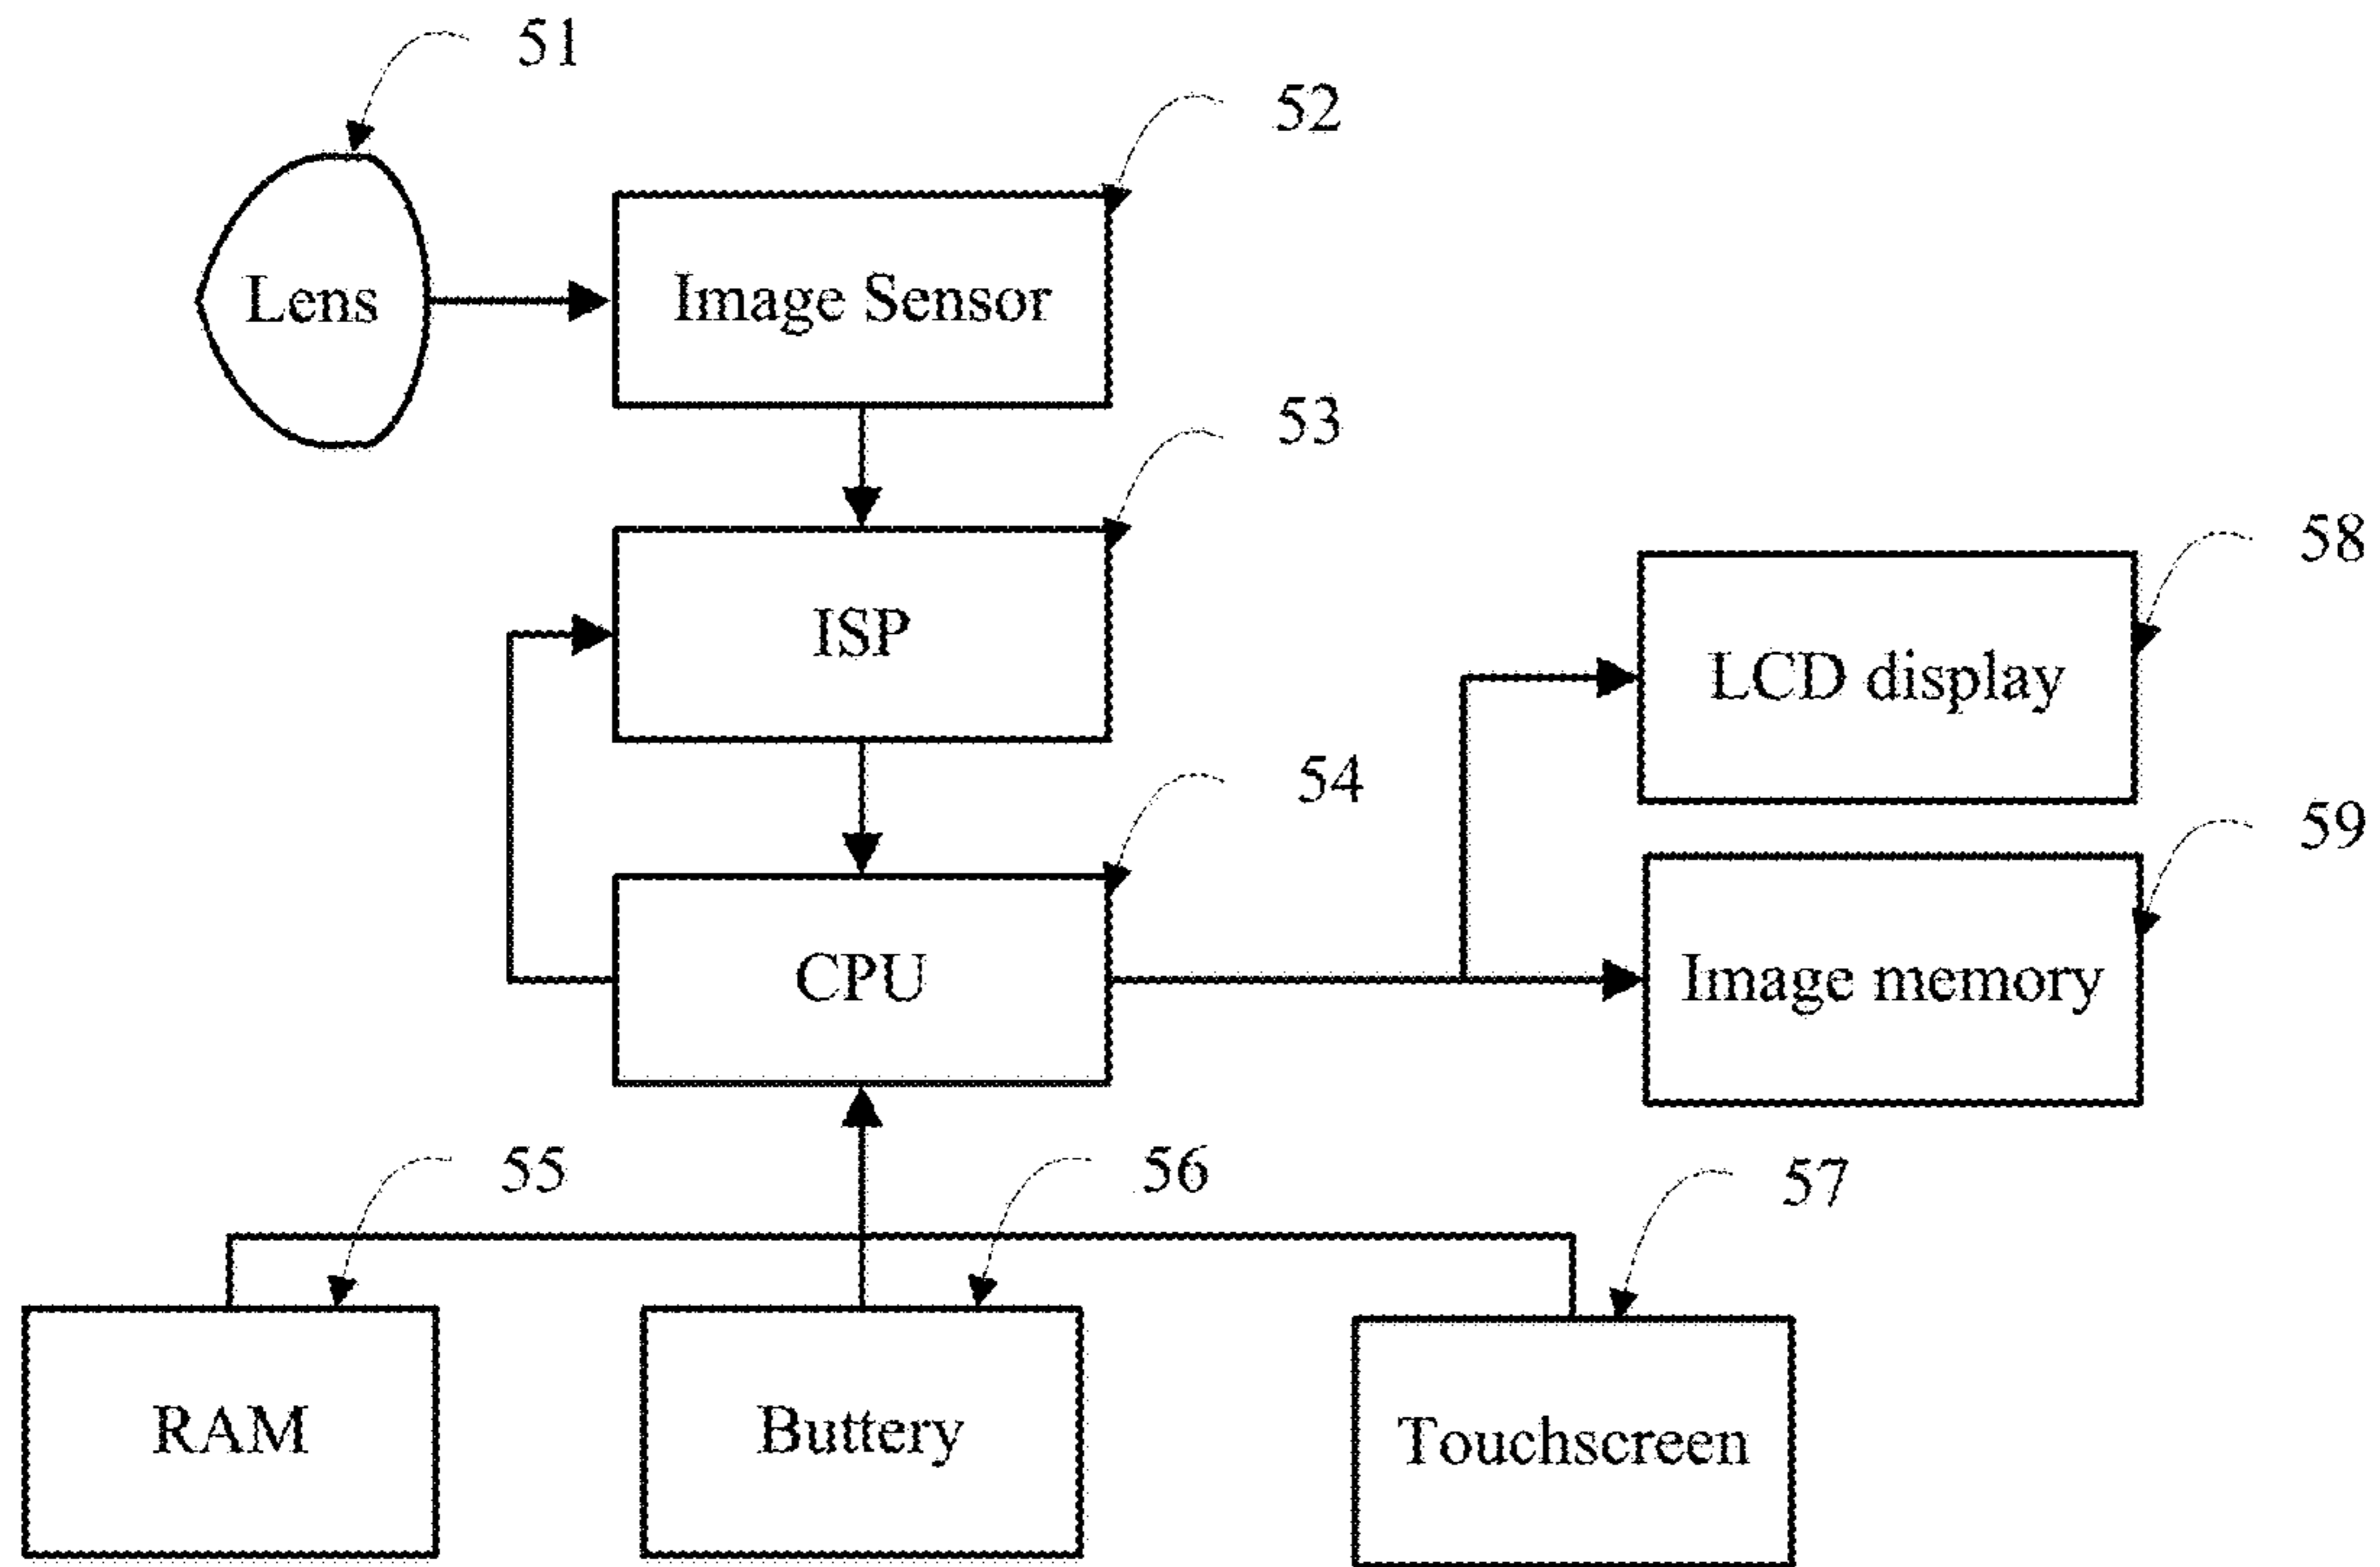 51
52
Lens
Image Sensor
53
ISP
58
LCD display
54
59
CPU
Image memory
55
56
57
RAM
Buttery
Touchscreen